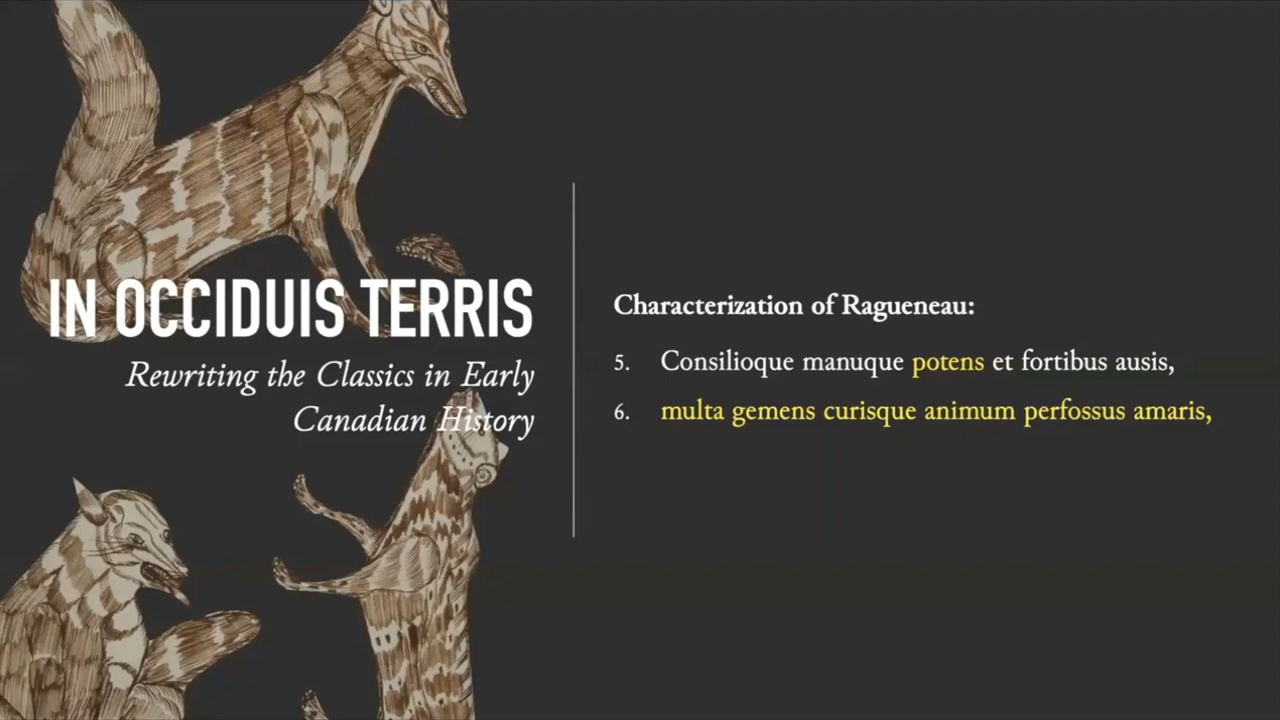 IN OCCIDUIS TERRIS
Rewriting the Classics in Early
Canadian History
Characterization of Ragueneau:
5. Consilioque manuque potens et fortibus ausis,
6. multa gemens curisque animum perfossus amaris,